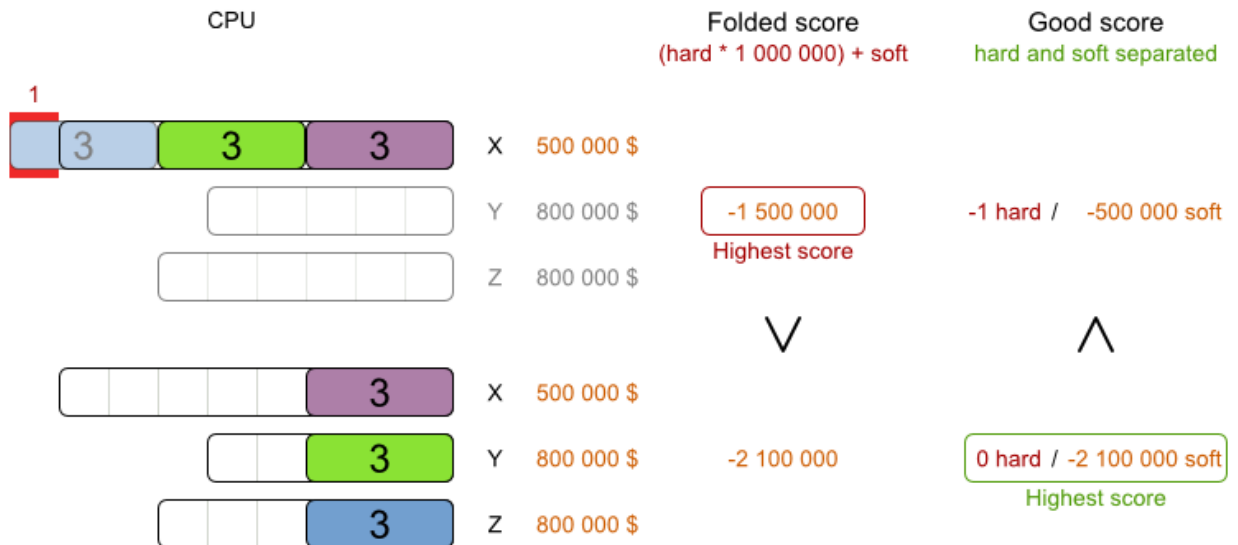 CPU Folded score Good score
(hard * 1 000 000) + soft hard and soft separated
1
3 3 3 X 500 000 $
Y 800 000 $ -1 500 000 -1 hard / -500 000 soft
Highest score
Z 800 000 $
3 X 500 000 $
3 Y 800 000 $ -2 100 000 0 hard / -2 100 000 soft
Highest score
3 Z 800 000 $